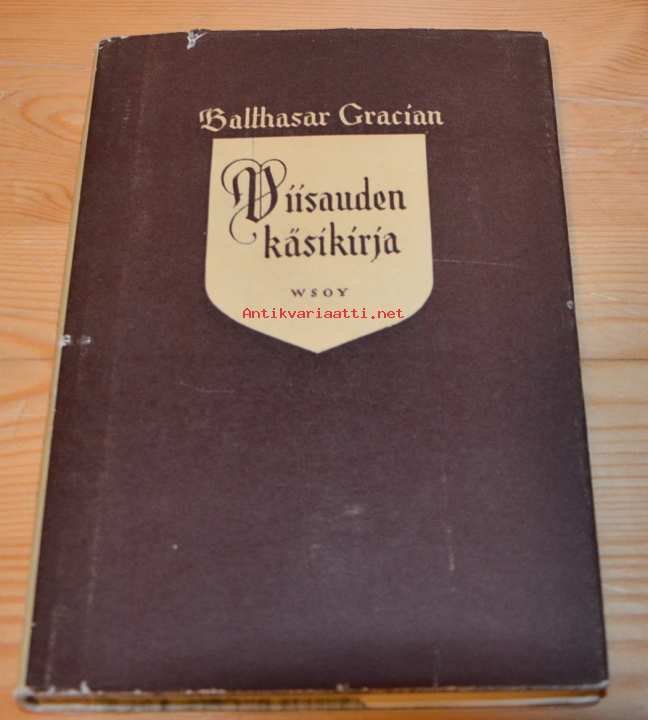 Balthasar Gracian
Viisauden
käsikirja
WSOY
Antikvariaatti.net